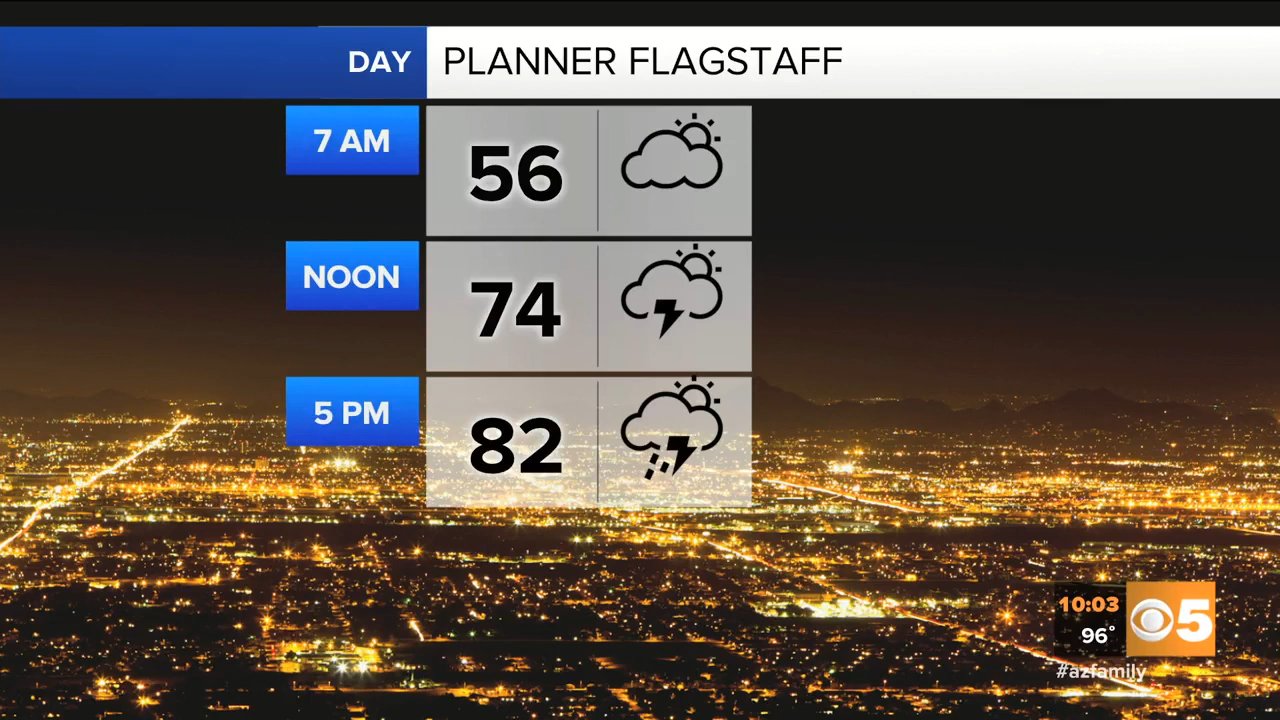 DAY PLANNER FLAGSTAFF
7 AM 56
NOON 74
5 PM 82
10:03
96°
5
#azfamily